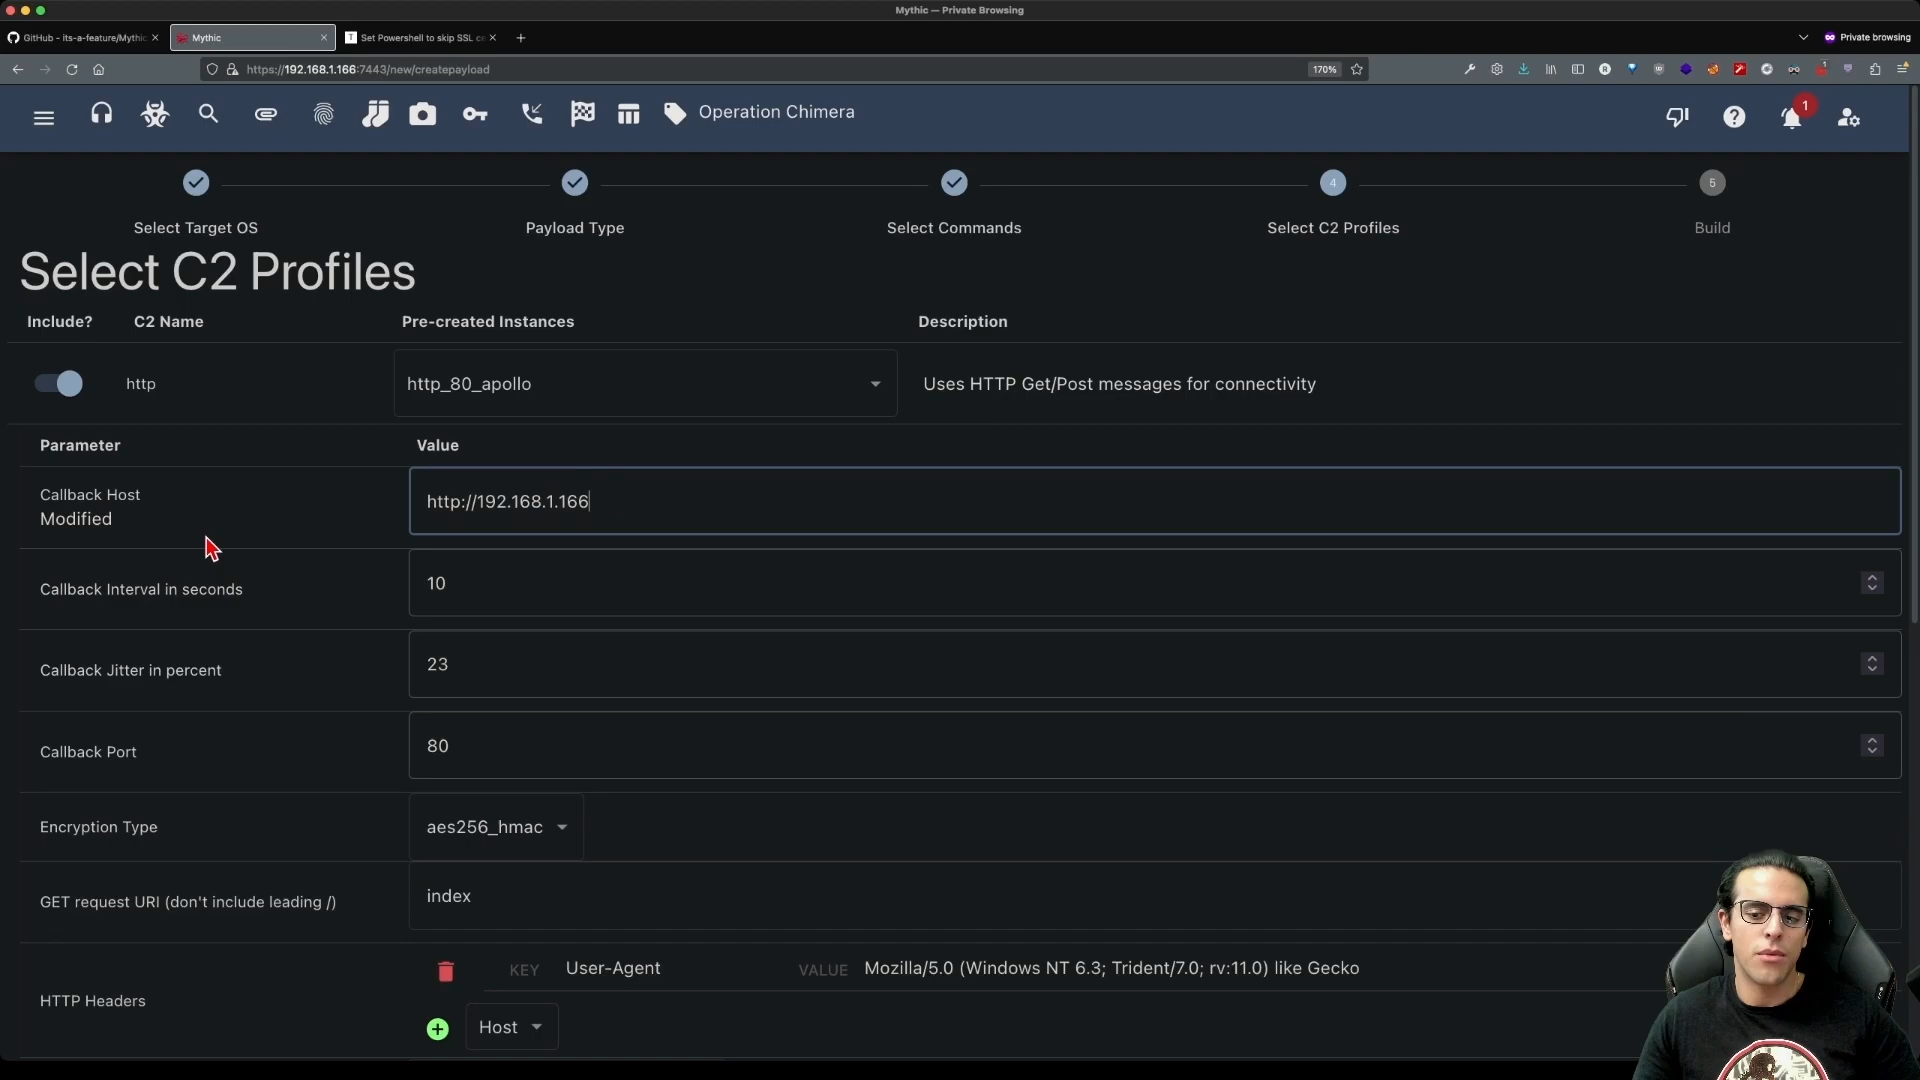 Mythic — Private Browsing
GitHub - its-a-feature/Mythic
Mythic
Set Powershell to skip SSL ce
Private browsing
https://192.168.1.166:7443/new/createpayload
170%
Operation Chimera
1
Select Target OS
Payload Type
Select Commands
4
Select C2 Profiles
5
Build
Select C2 Profiles
Include?
C2 Name
Pre-created Instances
Description
http
http_80_apollo
Uses HTTP Get/Post messages for connectivity
Parameter
Value
Callback Host
Modified
http://192.168.1.166
Callback Interval in seconds
10
Callback Jitter in percent
23
Callback Port
80
Encryption Type
aes256_hmac
GET request URI (don't include leading /)
index
HTTP Headers
KEY
User-Agent
VALUE
Mozilla/5.0 (Windows NT 6.3; Trident/7.0; rv:11.0) like Gecko
Host